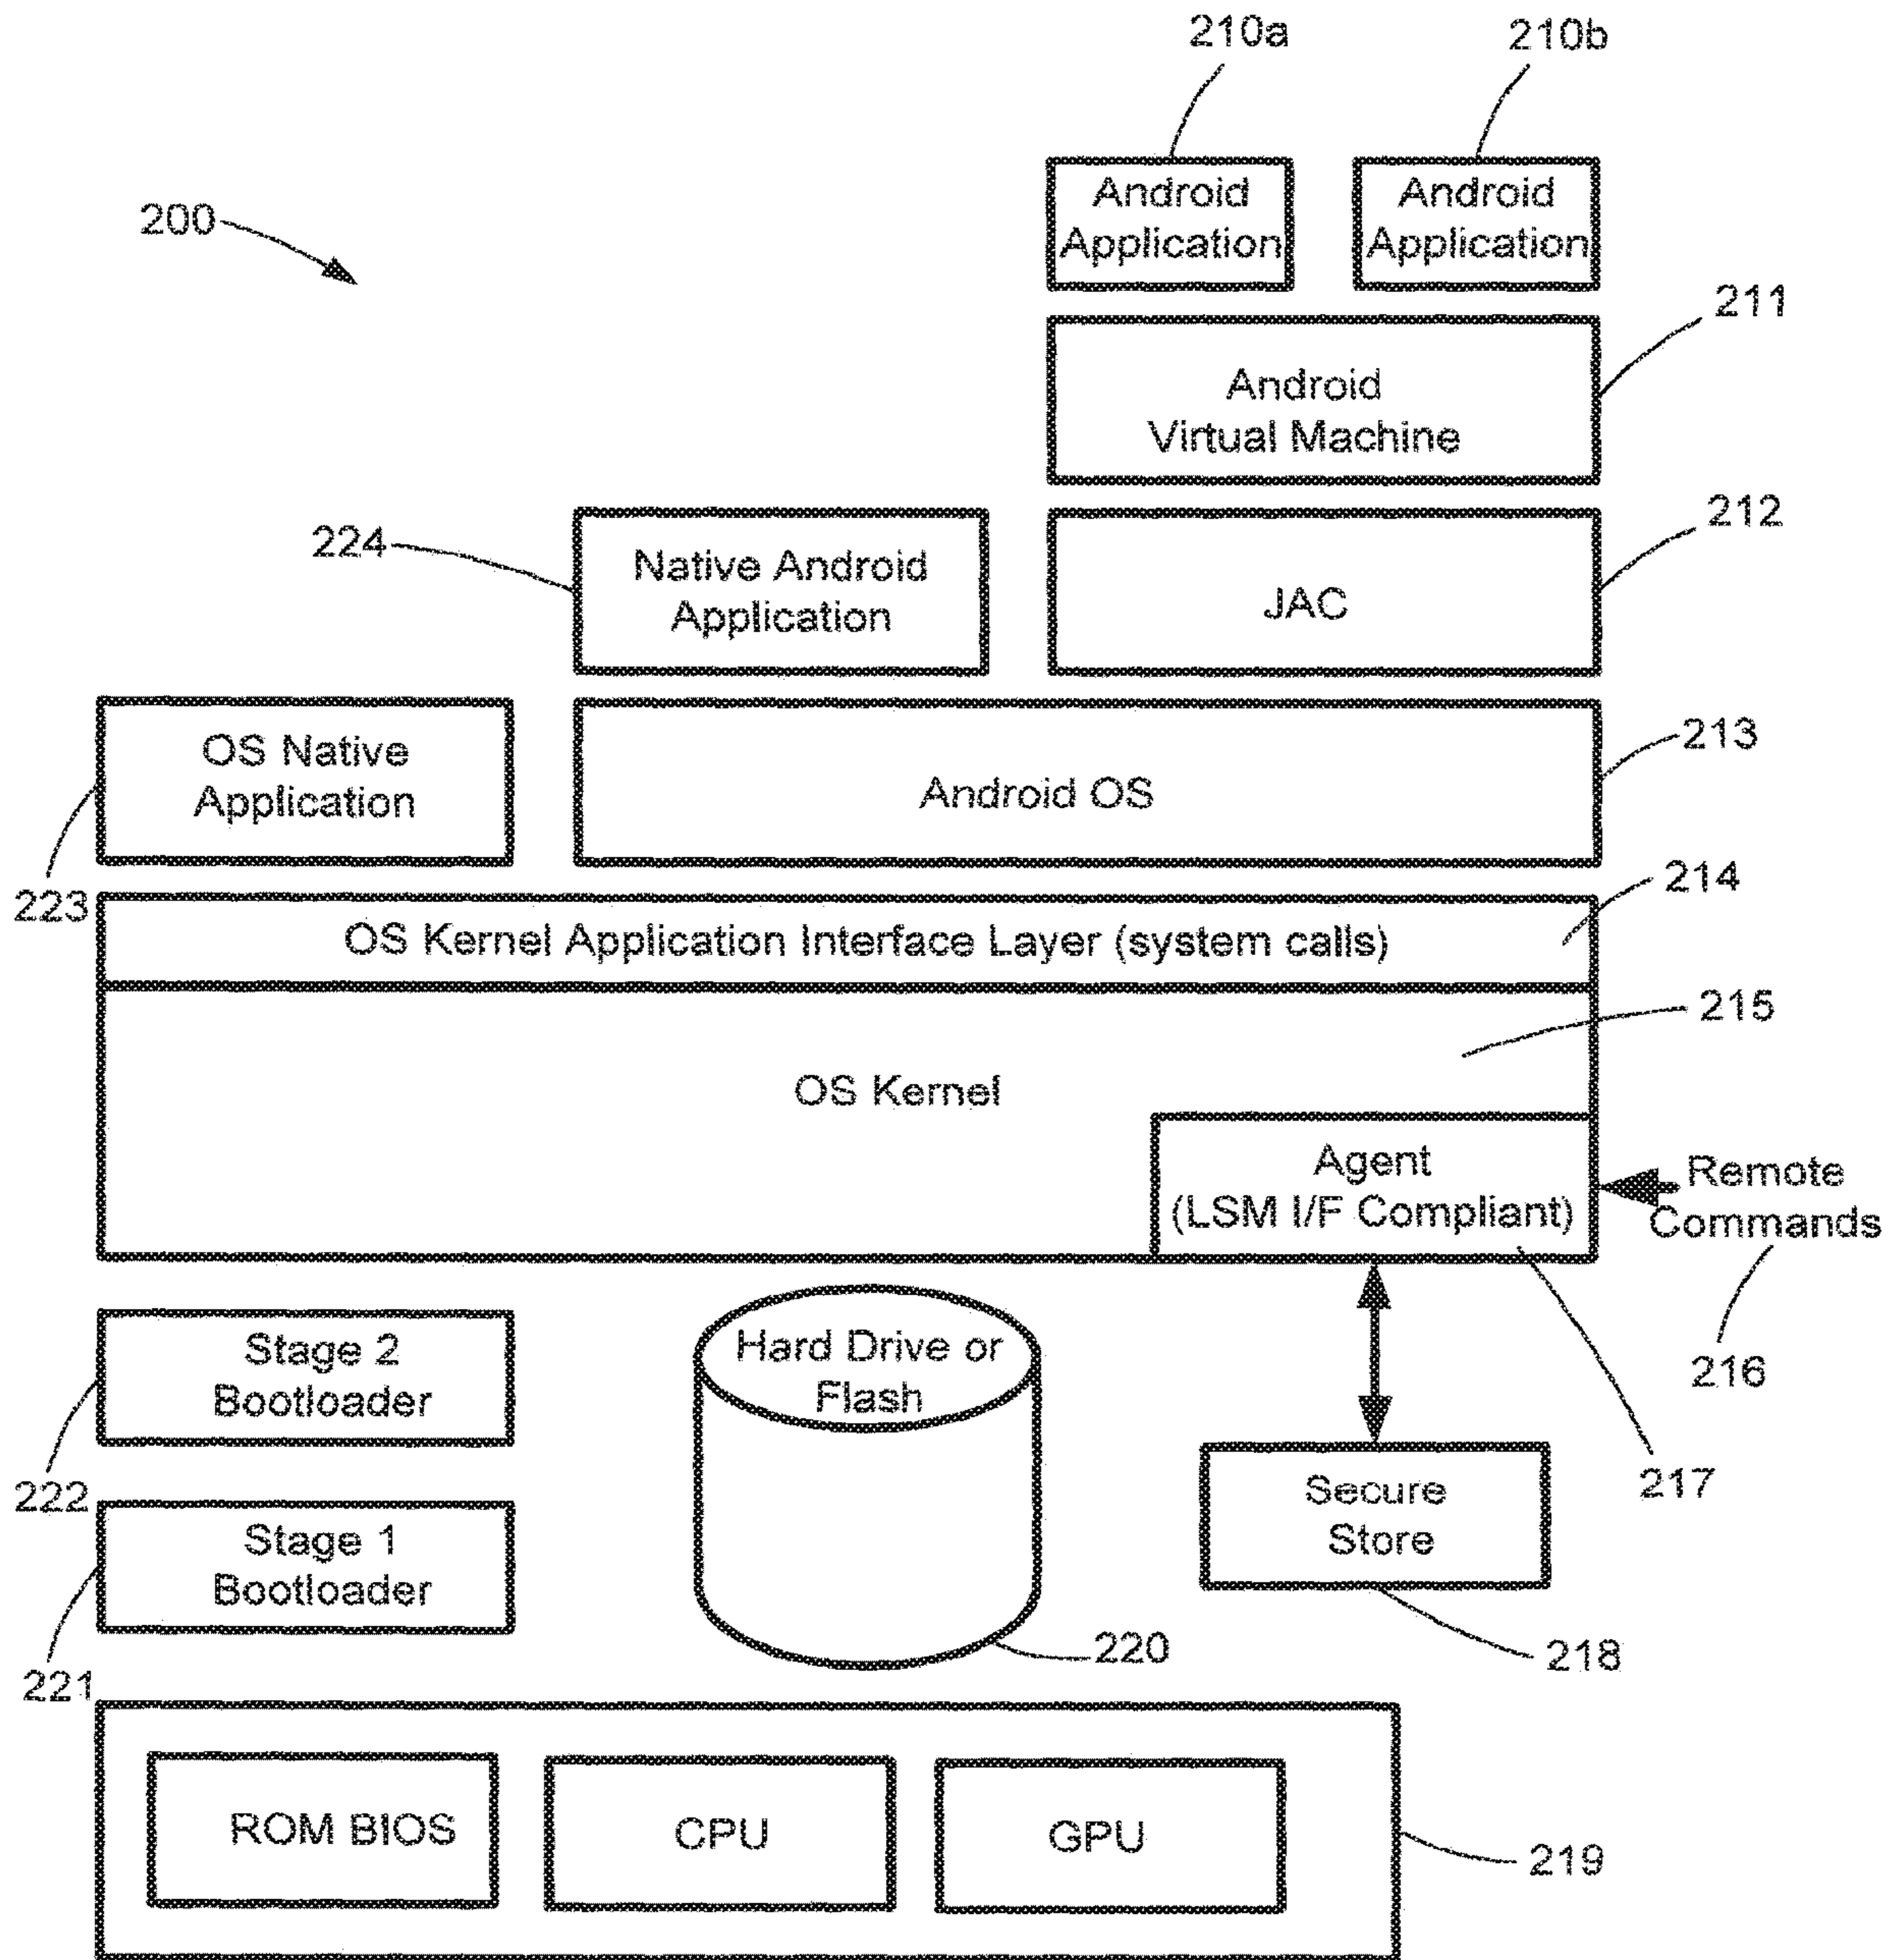 210a
210b
200
Android
Application
Android
Application
211
Android
Virtual Machine
212
224
Native Android
Application
JAC
OS Native
Application
213
Android OS
223
214
OS Kernel Application Interface Layer (system calls)
215
OS Kernel
Agent
(LSM I/F Compliant)
Remote
Commands
216
Stage 2
Bootloader
Hard Drive or
Flash
222
217
Secure
Store
Stage 1
Bootloader
220
218
221
ROM BIOS
CPU
GPU
219